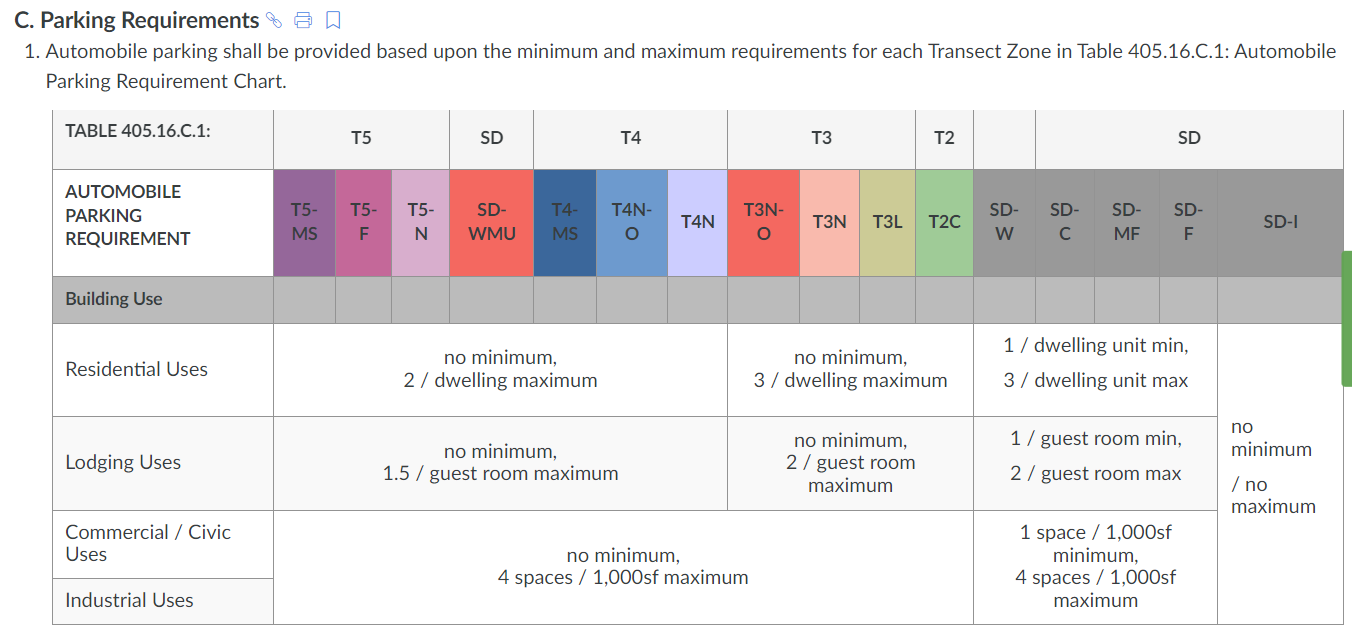 C. Parking Requirements
1. Automobile parking shall be provided based upon the minimum and maximum requirements for each Transect Zone in Table 405.16.C.1: Automobile
Parking Requirement Chart.
TABLE 405.16.C.1:
T5
SD
T4
T3
T2
SD
AUTOMOBILE
PARKING
REQUIREMENT
T5-
MS
T5-
F
T5-
N
SD-
WMU
T4-
MS
T4N-
O
T4N
T3N-
O
T3N
T3L
T2C
SD-
W
SD-
C
SD-
MF
SD-
F
SD-I
Building Use
Residential Uses
no minimum,
2 / dwelling maximum
no minimum,
3 / dwelling maximum
1 / dwelling unit min,
3 / dwelling unit max
no
minimum
/ no
maximum
Lodging Uses
no minimum,
1.5 / guest room maximum
no minimum,
2 / guest room
maximum
1 / guest room min,
2 / guest room max
Commercial / Civic
Uses
no minimum,
4 spaces / 1,000sf maximum
1 space / 1,000sf
minimum,
4 spaces / 1,000sf
maximum
Industrial Uses